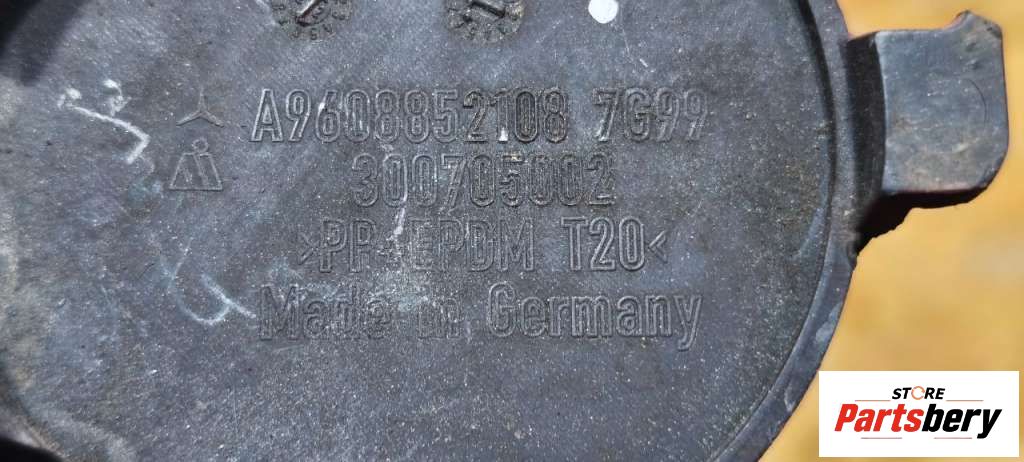 A9608852108 7G99
300705002
>PP+EPDM T20<
Made in Germany
STORE
Partsbery